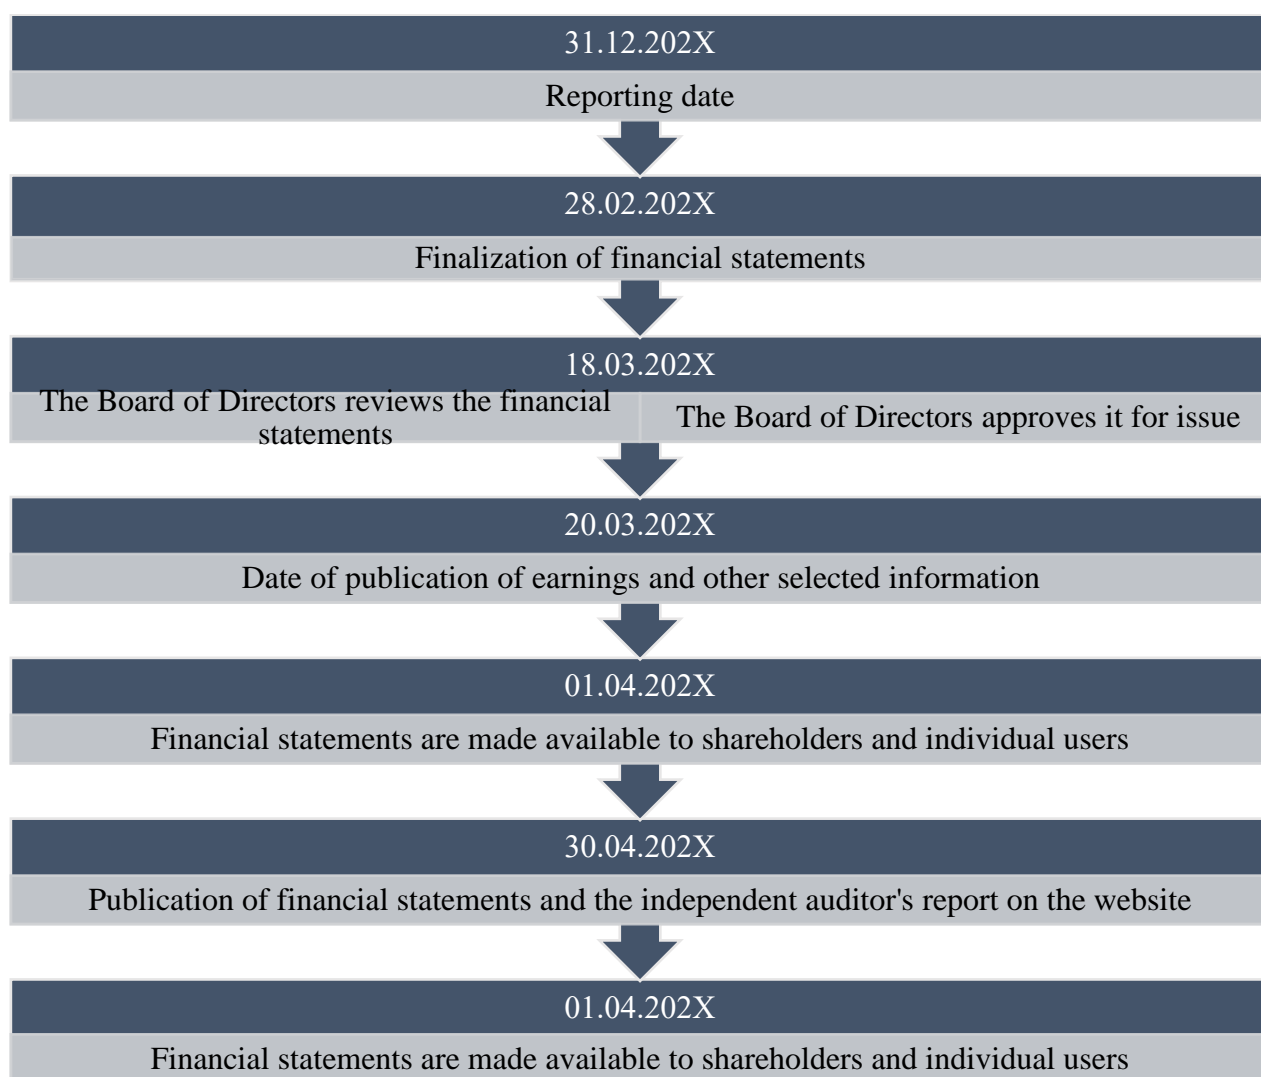 31.12.202X
Reporting date
28.02.202X
Finalization of financial statements
18.03.202X
The Board of Directors reviews the financial
statements
The Board of Directors approves it for issue
20.03.202X
Date of publication of earnings and other selected information
01.04.202X
Financial statements are made available to shareholders and individual users
30.04.202X
Publication of financial statements and the independent auditor's report on the website
01.04.202X
Financial statements are made available to shareholders and individual users